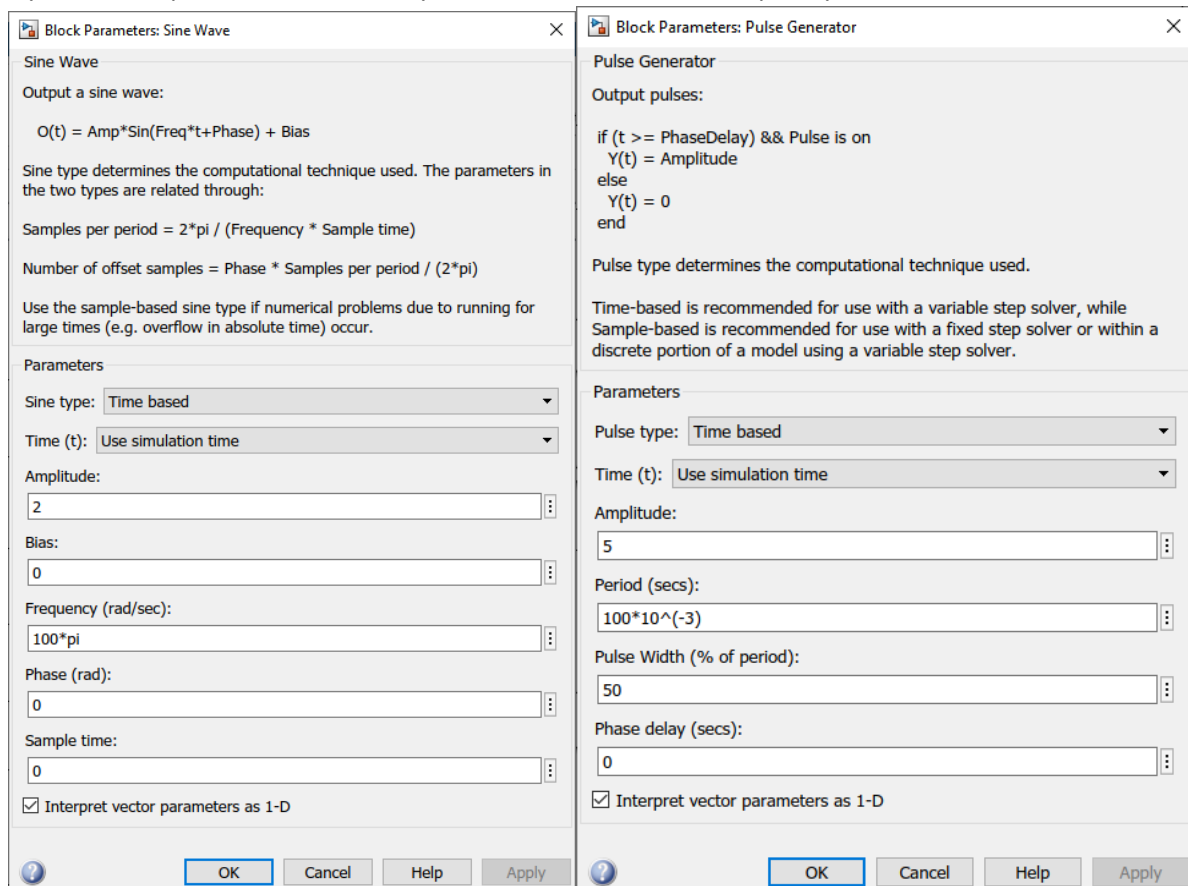 Block Parameters: Sine Wave
Sine Wave
Output a sine wave:
O(t) = Amp*Sin(Freq*t+Phase) + Bias
Sine type determines the computational technique used. The parameters in
the two types are related through:
Samples per period = 2*pi / (Frequency * Sample time)
Number of offset samples = Phase * Samples per period / (2*pi)
Use the sample-based sine type if numerical problems due to running for
large times (e.g. overflow in absolute time) occur.
Parameters
Sine type: Time based
Time (t): Use simulation time
Amplitude:
2
Bias:
0
Frequency (rad/sec):
100*pi
Phase (rad):
0
Sample time:
0
Interpret vector parameters as 1-D
OK Cancel Help Apply
Block Parameters: Pulse Generator
Pulse Generator
Output pulses:
if (t >= PhaseDelay) && Pulse is on
Y(t) = Amplitude
else
Y(t) = 0
end
Pulse type determines the computational technique used.
Time-based is recommended for use with a variable step solver, while
Sample-based is recommended for use with a fixed step solver or within a
discrete portion of a model using a variable step solver.
Parameters
Pulse type: Time based
Time (t): Use simulation time
Amplitude:
5
Period (secs):
100*10^(-3)
Pulse Width (% of period):
50
Phase delay (secs):
0
Interpret vector parameters as 1-D
OK Cancel Help Apply